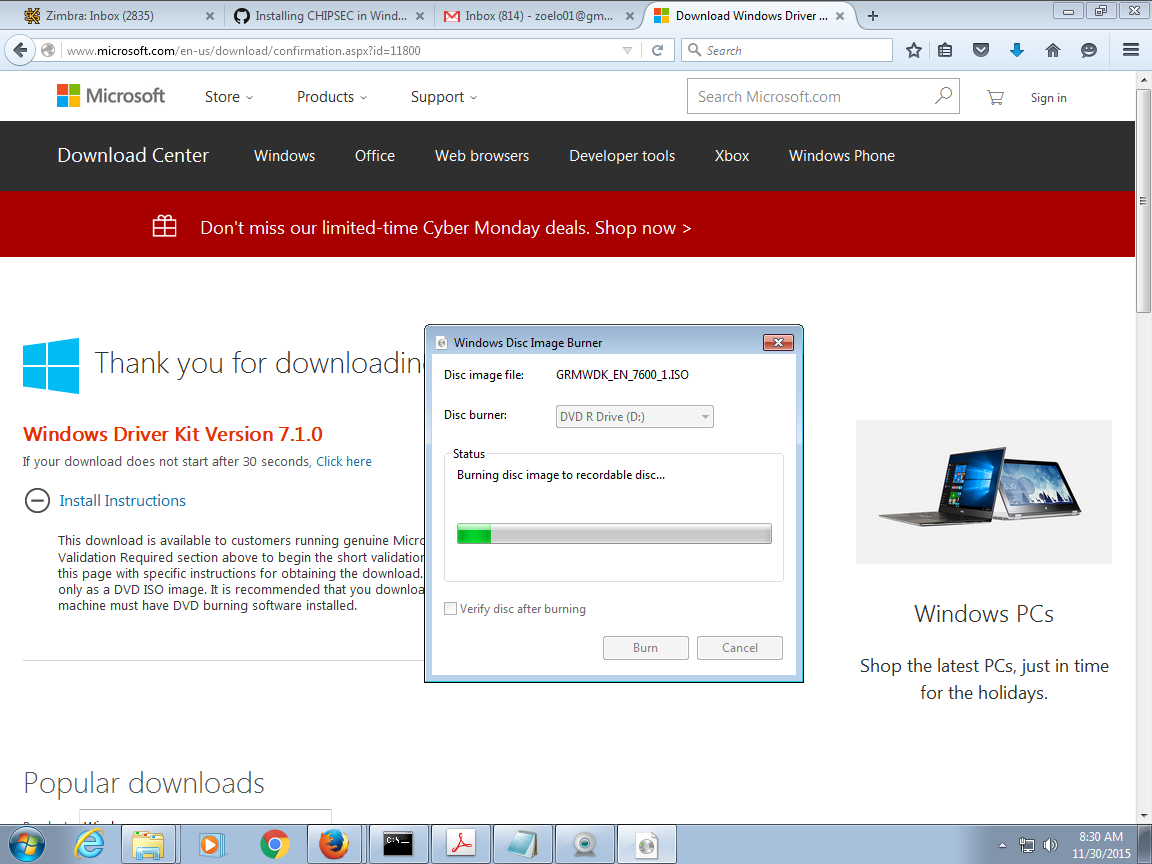 Zimbra: Inbox (2835)
Installing CHIPSEC in Wind...
Inbox (814) - zoelo01@gm...
Download Windows Driver ...
www.microsoft.com/en-us/download/confirmation.aspx?id=11800
Search
Microsoft
Store
Products
Support
Search Microsoft.com
Sign in
Download Center
Windows
Office
Web browsers
Developer tools
Xbox
Windows Phone
Don't miss our limited-time Cyber Monday deals. Shop now >
Thank you for downloadin
Windows Driver Kit Version 7.1.0
If your download does not start after 30 seconds, Click here
Install Instructions
This download is available to customers running genuine Micro
Validation Required section above to begin the short validation
this page with specific instructions for obtaining the download.
only as a DVD ISO image. It is recommended that you downloa
machine must have DVD burning software installed.
Windows Disc Image Burner
Disc image file: GRMWDK_EN_7600_1.ISO
Disc burner: DVD R Drive (D:)
Status
Burning disc image to recordable disc...
Verify disc after burning
Burn
Cancel
Windows PCs
Shop the latest PCs, just in time
for the holidays.
Popular downloads
C:\.
8:30 AM
11/30/2015